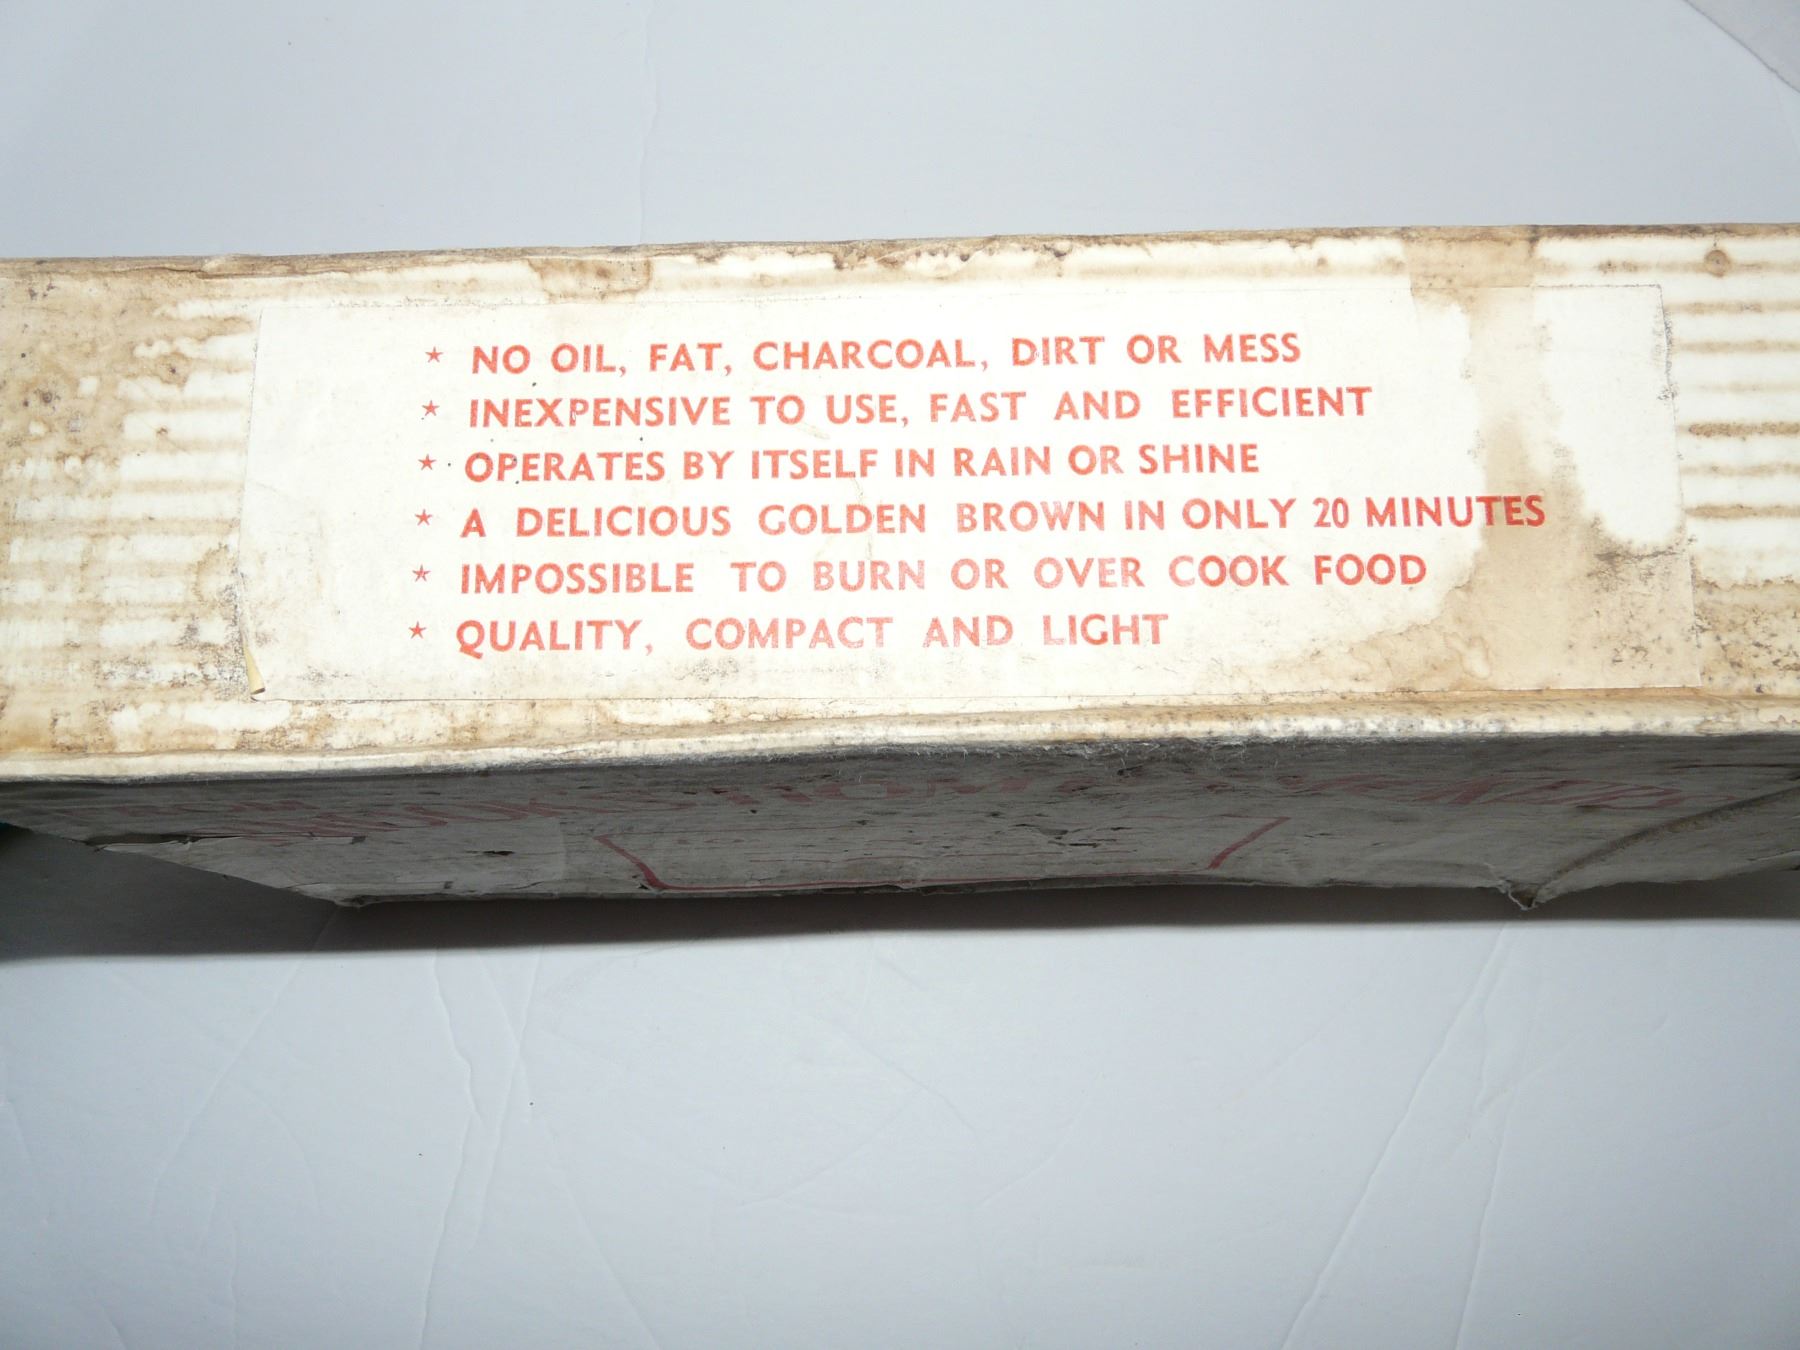 ★ NO OIL, FAT, CHARCOAL, DIRT OR MESS
★ INEXPENSIVE TO USE, FAST AND EFFICIENT
★ OPERATES BY ITSELF IN RAIN OR SHINE
★ A DELICIOUS GOLDEN BROWN IN ONLY 20 MINUTES
★ IMPOSSIBLE TO BURN OR OVER COOK FOOD
★ QUALITY, COMPACT AND LIGHT